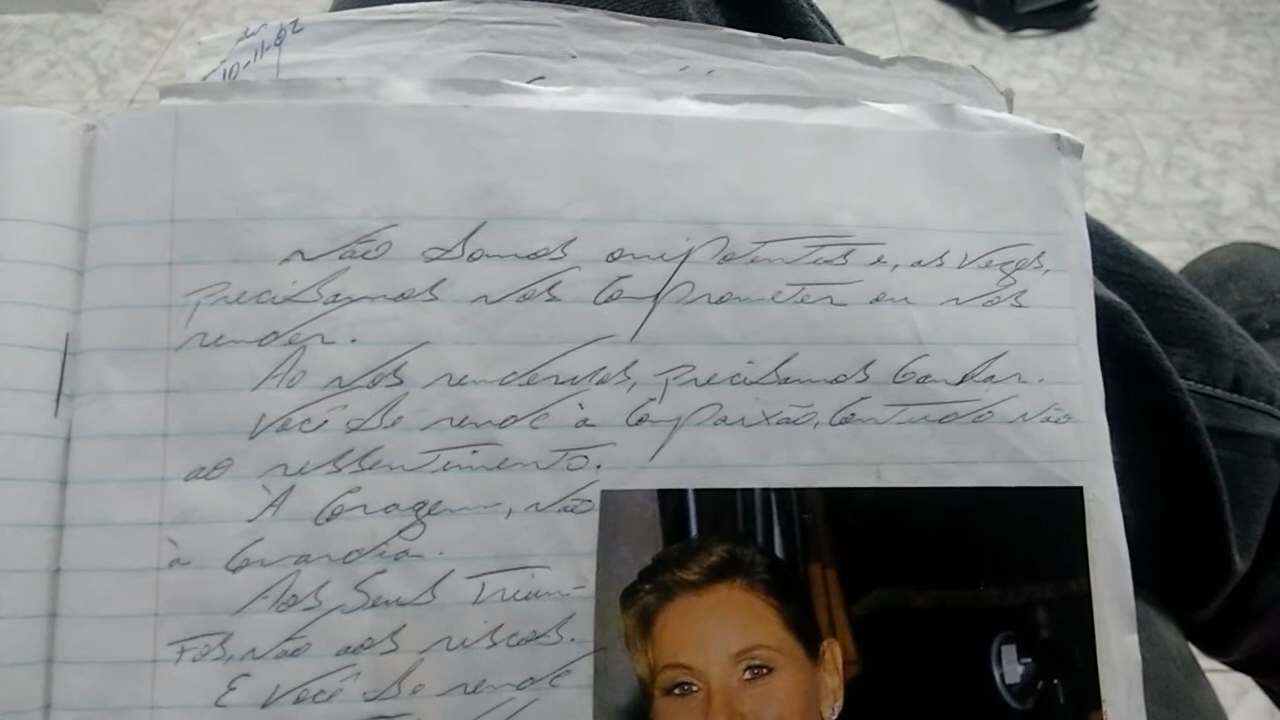 10-11-02
Não somos onipotentes e, as vezes,
precisamos nos comprometer ou nos
render.
Ao nos rendermos, precisamos ganhar.
Você se rende à compaixão, contudo não
ao ressentimento.
À coragem, não
à covardia.
Aos seus triun-
fos, não aos riscos.
E você se rende